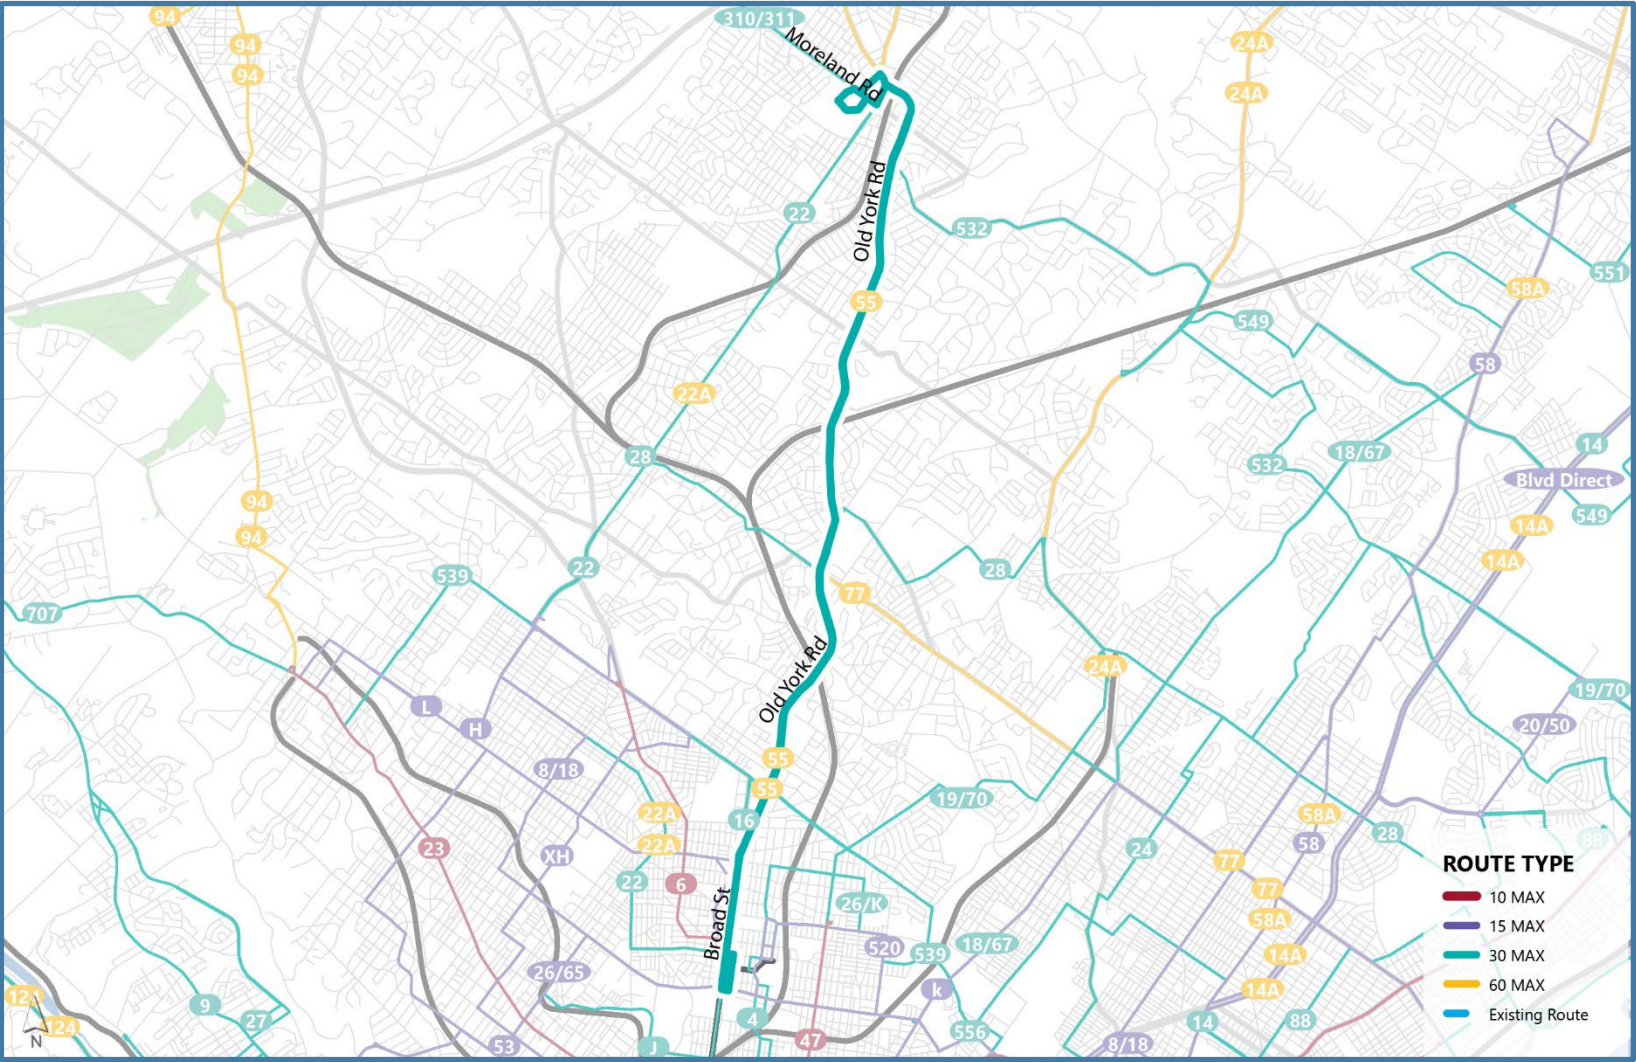 94
310/311
94
94
24A
24A
Moreland Rd
Old York Rd
22
532
551
58A
55
549
58
22A
28
14
18/67
532
Blvd Direct
94
549
14A
94
14A
22
28
539
77
707
Old York Rd
24A
19/70
L
20/50
H
55
8/18
55
19/70
22A
58A
16
28
88
22A
58
23
24
XH
77
ROUTE TYPE
6
22
77
10 MAX
26/K
Broad St
58A
15 MAX
520
18/67
539
14A
30 MAX
26/65
k
14A
60 MAX
124
9
27
4
14
88
Existing Route
124
556
N
53
J
47
8/18